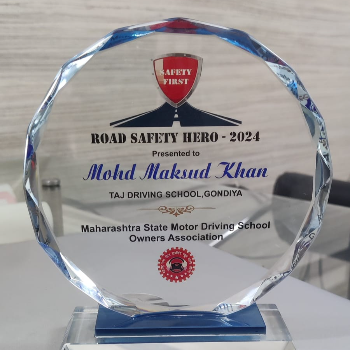 SAFETY
FIRST
ROAD SAFETY HERO - 2024
Presented to
Mohd Maksud Khan
TAJ DRIVING SCHOOL,GONDIYA
Maharashtra State Motor Driving School
Owners Association